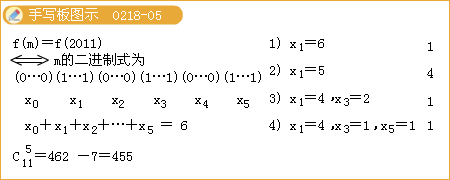 手写板图示 0218-05
f(m)=f(2011)
⟺ m的二进制式为
(0…0)(1…1)(0…0)(1…1)(0…0)(1…1)
x₀ x₁ x₂ x₃ x₄ x₅
x₀+x₁+x₂+…+x₅ = 6
C₁₁⁵=462 -7=455
1) x₁=6 1
2) x₁=5 4
3) x₁=4 ,x₃=2 1
4) x₁=4 ,x₃=1 ,x₅=1 1